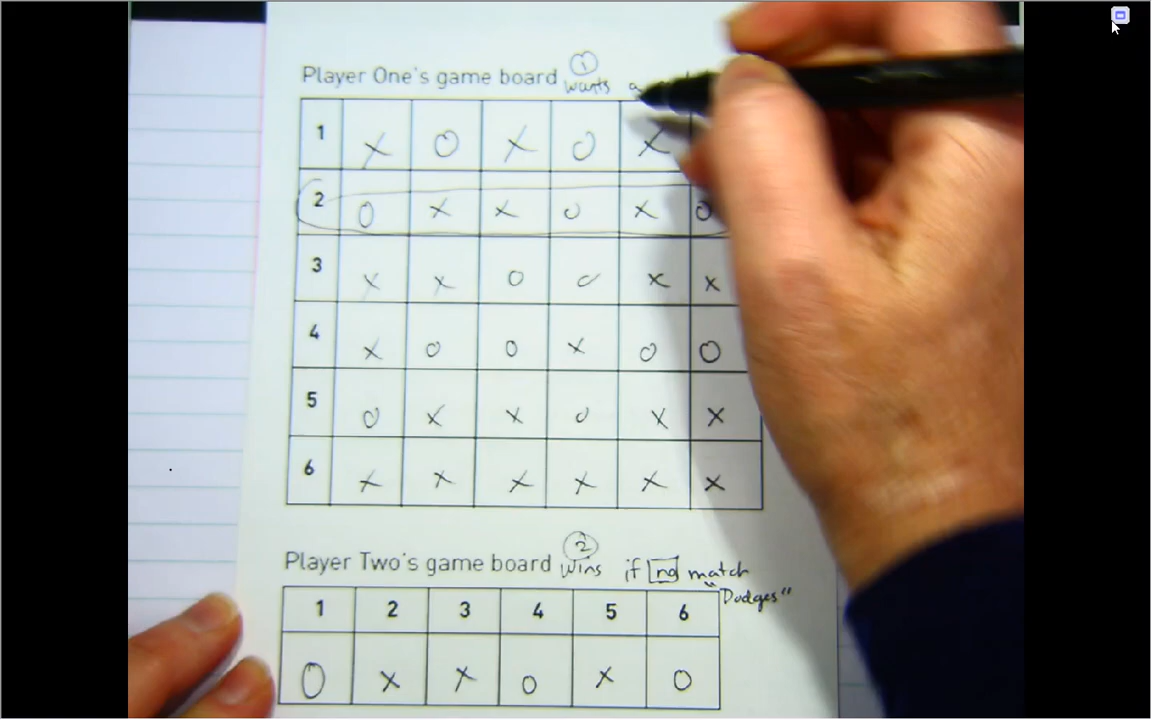 Player One's game board ① wants a
1 X O X O X
2 O X X O X O
3 X X O O X X
4 X O O X O O
5 O X X O X X
6 X X X X X X
Player Two's game board ② wins if no match
"Dodges"
1 2 3 4 5 6
O X X O X O